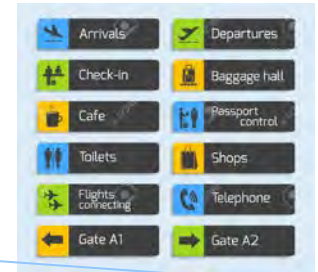 Arrivals
Departures
Check-in
Baggage hall
Cafe
Passport
control
Toilets
Shops
Flights
connecting
Telephone
Gate A1
Gate A2